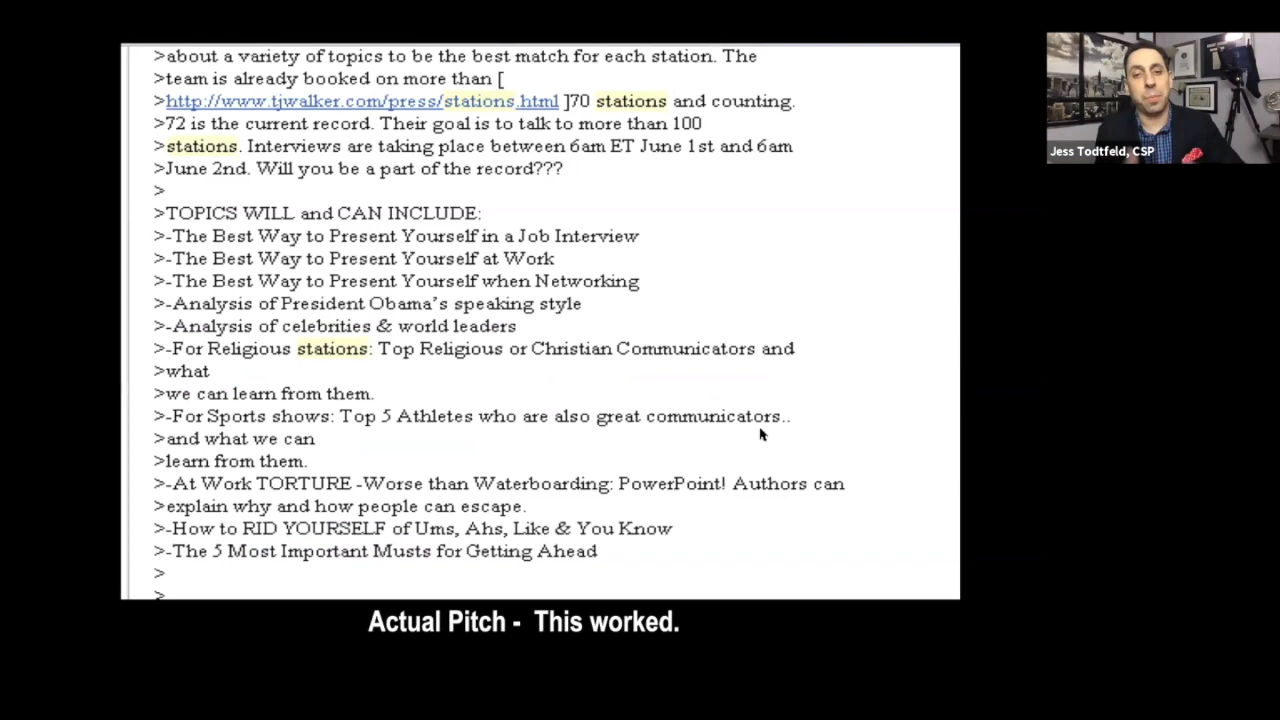 >about a variety of topics to be the best match for each station. The
>team is already booked on more than [
>http://www.tjwalker.com/press/stations.html ]70 stations and counting.
>72 is the current record. Their goal is to talk to more than 100
>stations. Interviews are taking place between 6am ET June 1st and 6am
>June 2nd. Will you be a part of the record???
>
>TOPICS WILL and CAN INCLUDE:
>-The Best Way to Present Yourself in a Job Interview
>-The Best Way to Present Yourself at Work
>-The Best Way to Present Yourself when Networking
>-Analysis of President Obama's speaking style
>-Analysis of celebrities & world leaders
>-For Religious stations: Top Religious or Christian Communicators and
>what
>we can learn from them.
>-For Sports shows: Top 5 Athletes who are also great communicators..
>and what we can
>learn from them.
>-At Work TORTURE -Worse than Waterboarding: PowerPoint! Authors can
>explain why and how people can escape.
>-How to RID YOURSELF of Ums, Ahs, Like & You Know
>-The 5 Most Important Musts for Getting Ahead
>
>
Actual Pitch - This worked.
Jess Todtfeld, CSP